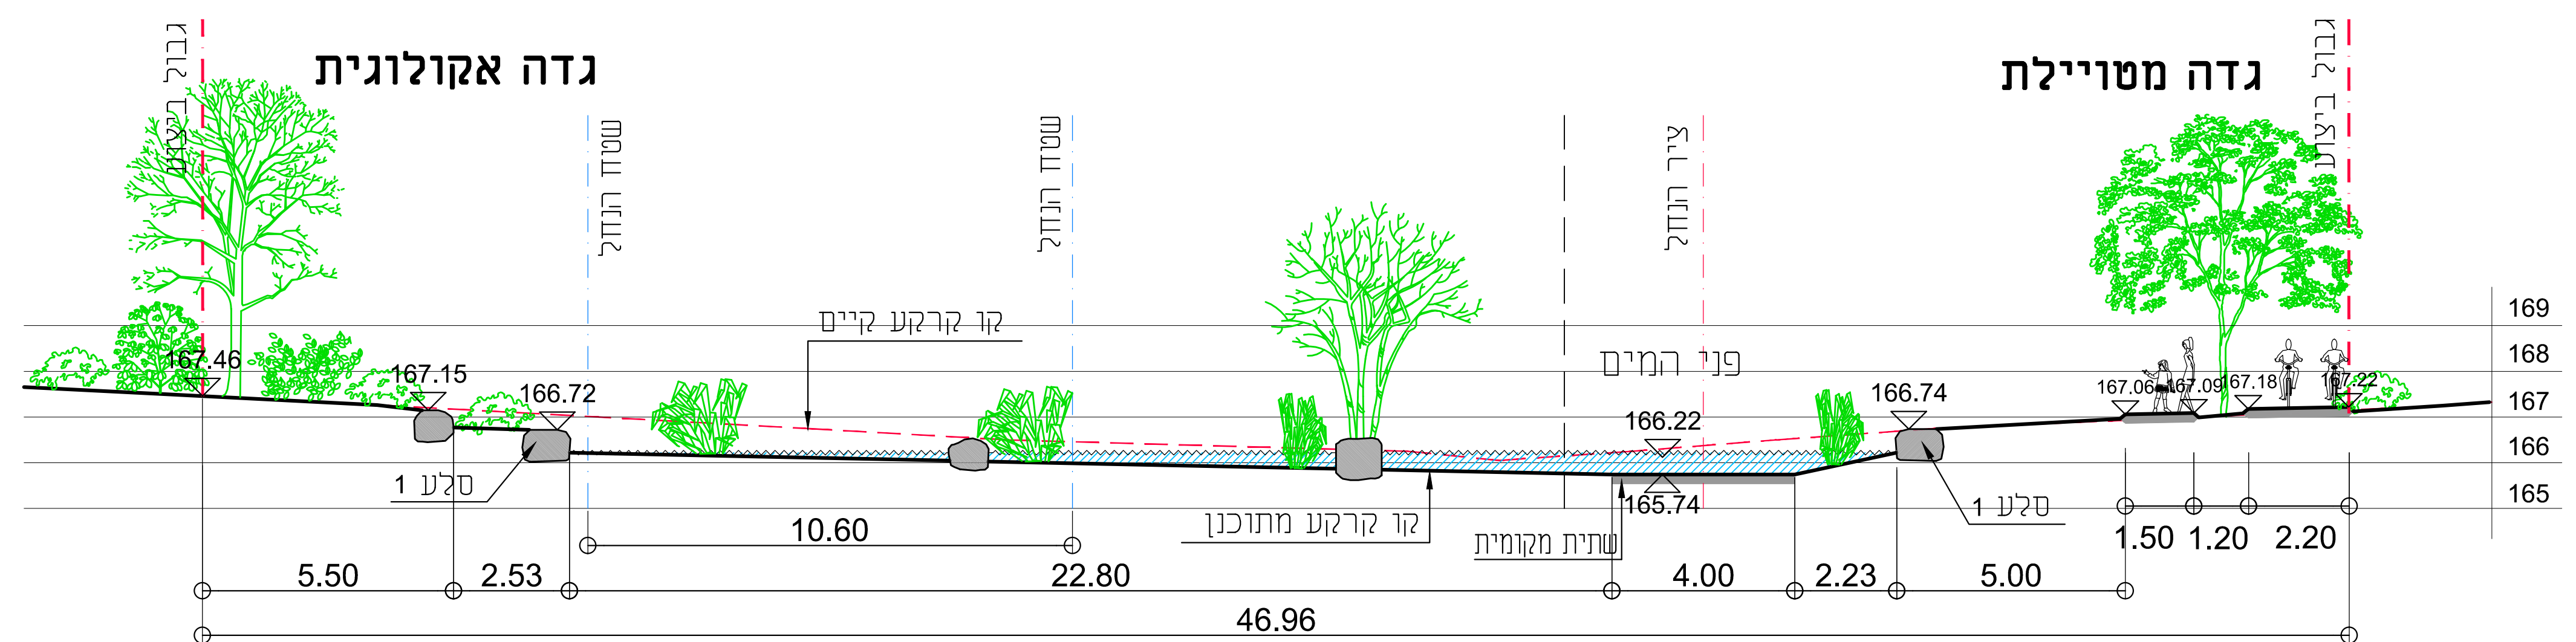 גבול ביצוע
גדה אקולוגית
שטח הנחל
שטח הנחל
ציר הנחל
גדה מטויילת
גבול ביצוע
קו קרקע קיים
פני המים
169
168
167
166
165
167.46
167.15
166.72
166.22
166.74
167.06
167.09
167.18
167.22
סלע 1
165.74
סלע 1
קו קרקע מתוכנן
שתית מקומית
10.60
1.50
1.20
2.20
5.50
2.53
22.80
4.00
2.23
5.00
46.96